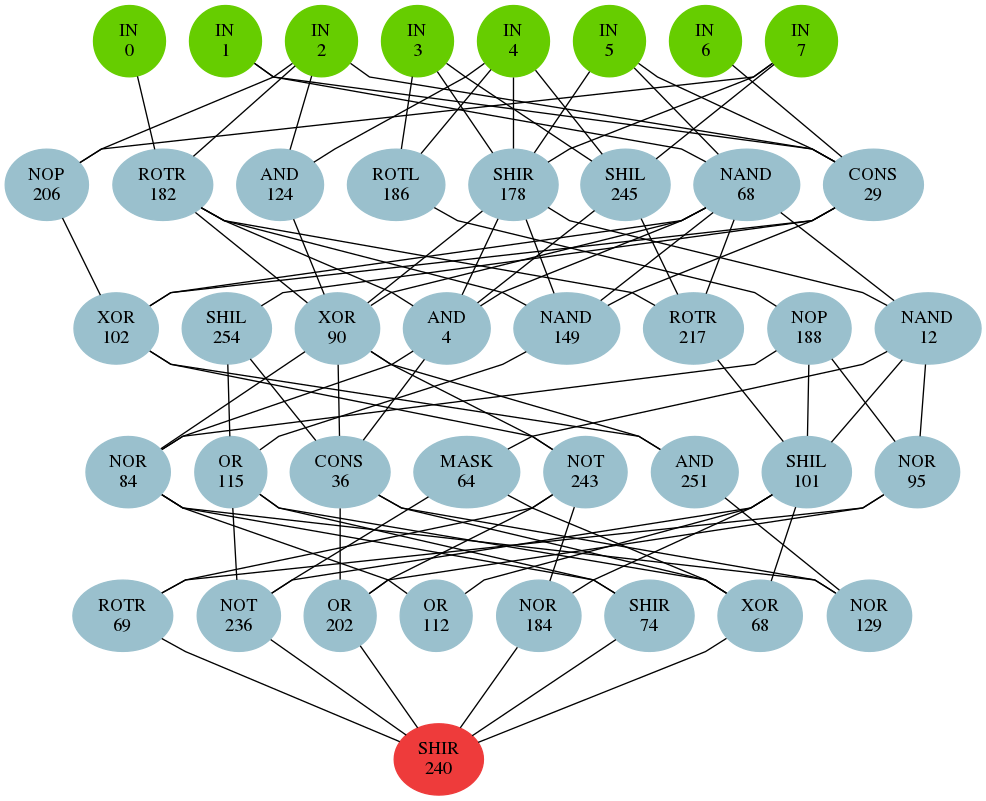 IN
0
IN
1
IN
2
IN
3
IN
4
IN
5
IN
6
IN
7
NOP
206
ROTR
182
AND
124
ROTL
186
SHIR
178
SHIL
245
NAND
68
CONS
29
XOR
102
SHIL
254
XOR
90
AND
4
NAND
149
ROTR
217
NOP
188
NAND
12
NOR
84
OR
115
CONS
36
MASK
64
NOT
243
AND
251
SHIL
101
NOR
95
ROTR
69
NOT
236
OR
202
OR
112
NOR
184
SHIR
74
XOR
68
NOR
129
SHIR
240